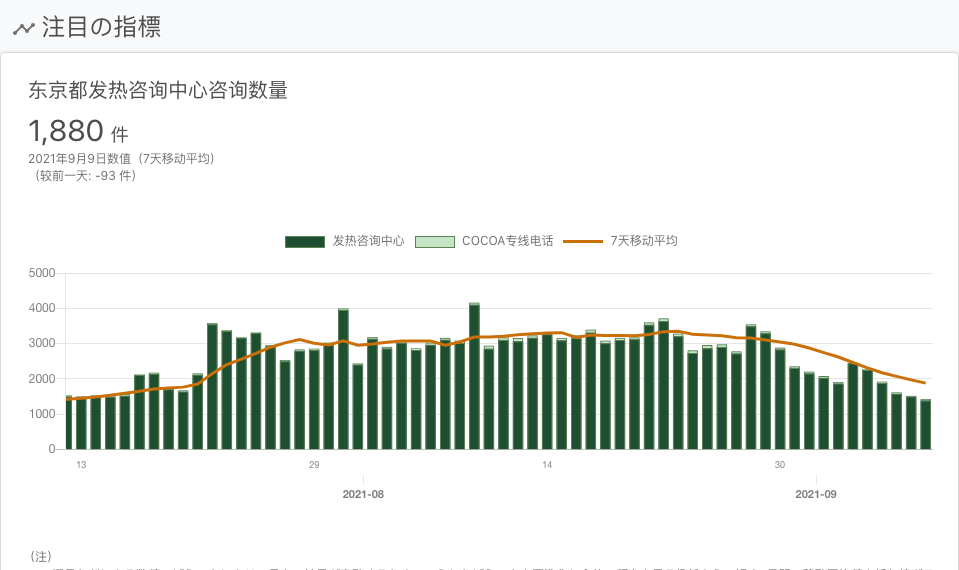 注目の指標
东京都发热咨询中心咨询数量
1,880 件
2021年9月9日数值（7天移动平均）
（较前一天: -93 件）
发热咨询中心 COCOA专线电话 7天移动平均
5000
4000
3000
2000
1000
0
13 29 14 30
2021-08 2021-09
(注)